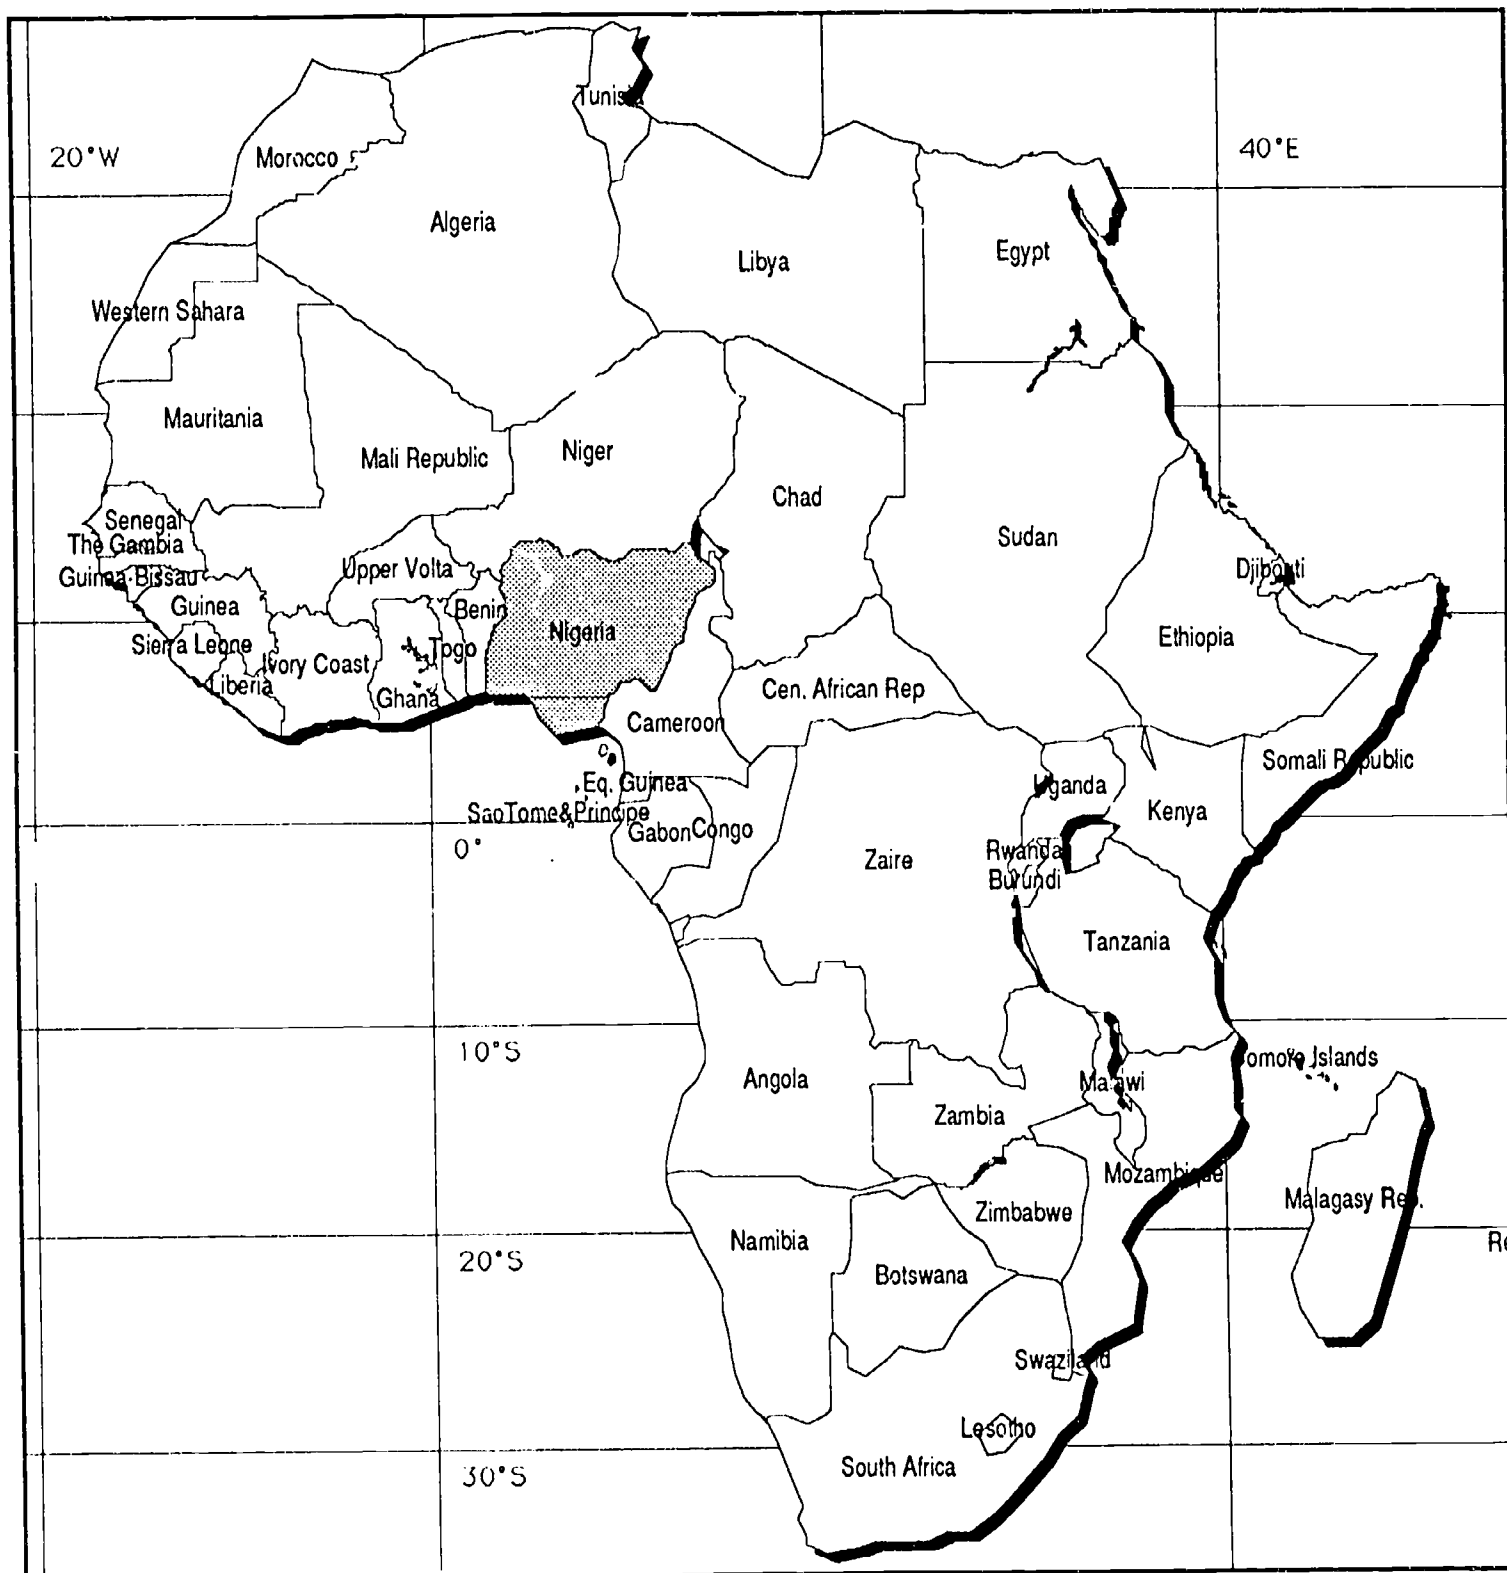 Tunisia
20°W
Morocco
40°E
Algeria
Egypt
Libya
Western Sahara
Mauritania
Mali Republic
Niger
Chad
Senegal
The Gambia
Sudan
Guinea-Bissau
Upper Volta
Djibouti
Guinea
Benin
Nigeria
Ethiopia
Sierra Leone
Togo
Ivory Coast
Liberia
Ghana
Cen. African Rep
Cameroon
Somali Republic
Eq. Guinea
Uganda
SaoTome&Principe
Kenya
Gabon
Congo
0°
Zaire
Rwanda
Burundi
Tanzania
10°S
omoro Islands
Angola
Malawi
Zambia
Mozambique
Malagasy Rep.
Zimbabwe
Namibia
Re
20°S
Botswana
Swaziland
Lesotho
South Africa
30°S